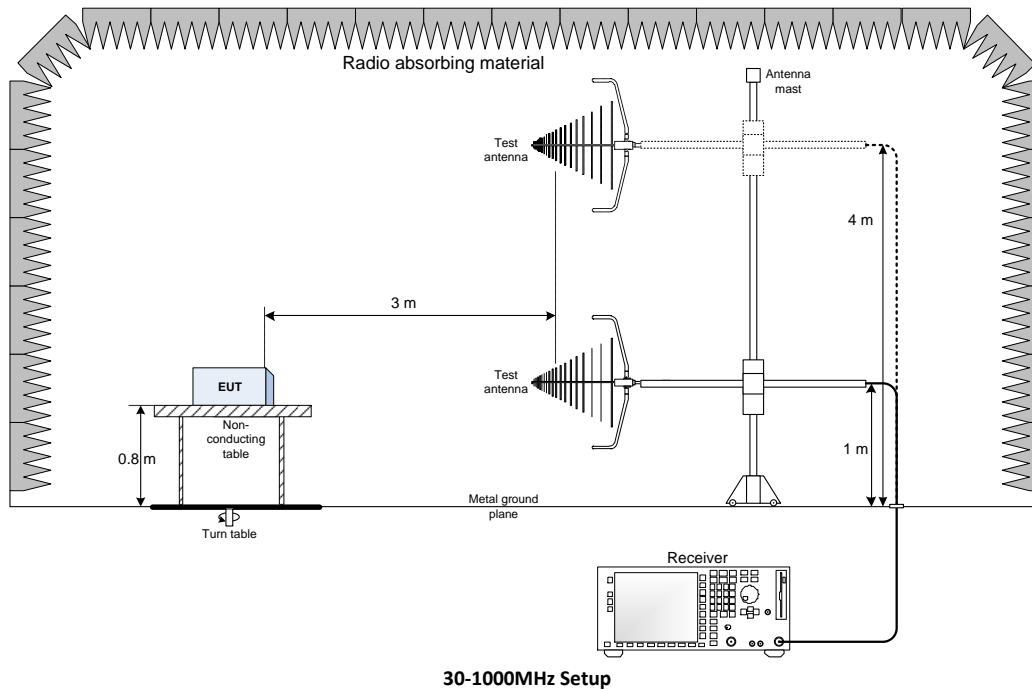 Radio absorbing material
Antenna
mast
Test
antenna
4 m
3 m
Test
antenna
EUT
Non-
conducting
table
0.8 m
1 m
Metal ground
plane
Turn table
Receiver
30-1000MHz Setup